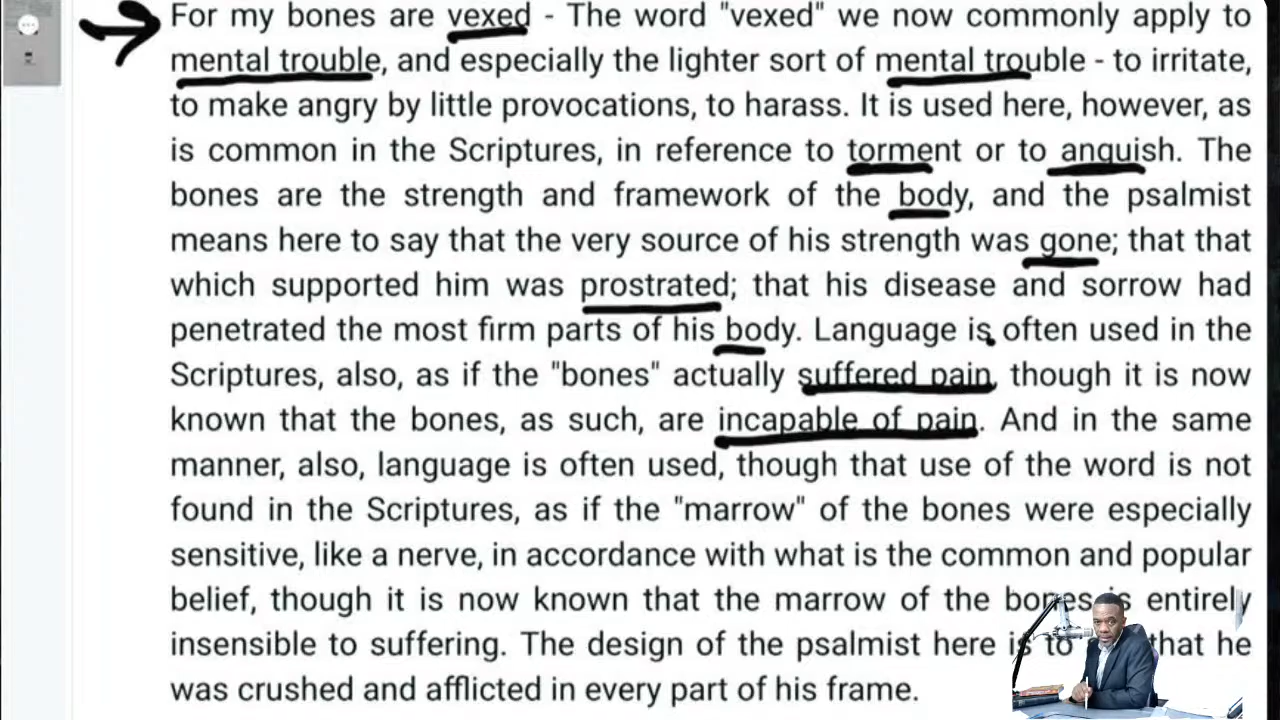 For my bones are vexed - The word "vexed" we now commonly apply to
mental trouble, and especially the lighter sort of mental trouble - to irritate,
to make angry by little provocations, to harass. It is used here, however, as
is common in the Scriptures, in reference to torment or to anguish. The
bones are the strength and framework of the body, and the psalmist
means here to say that the very source of his strength was gone; that that
which supported him was prostrated; that his disease and sorrow had
penetrated the most firm parts of his body. Language is often used in the
Scriptures, also, as if the "bones" actually suffered pain, though it is now
known that the bones, as such, are incapable of pain. And in the same
manner, also, language is often used, though that use of the word is not
found in the Scriptures, as if the "marrow" of the bones were especially
sensitive, like a nerve, in accordance with what is the common and popular
belief, though it is now known that the marrow of the bones is entirely
insensible to suffering. The design of the psalmist here is to that he
was crushed and afflicted in every part of his frame.